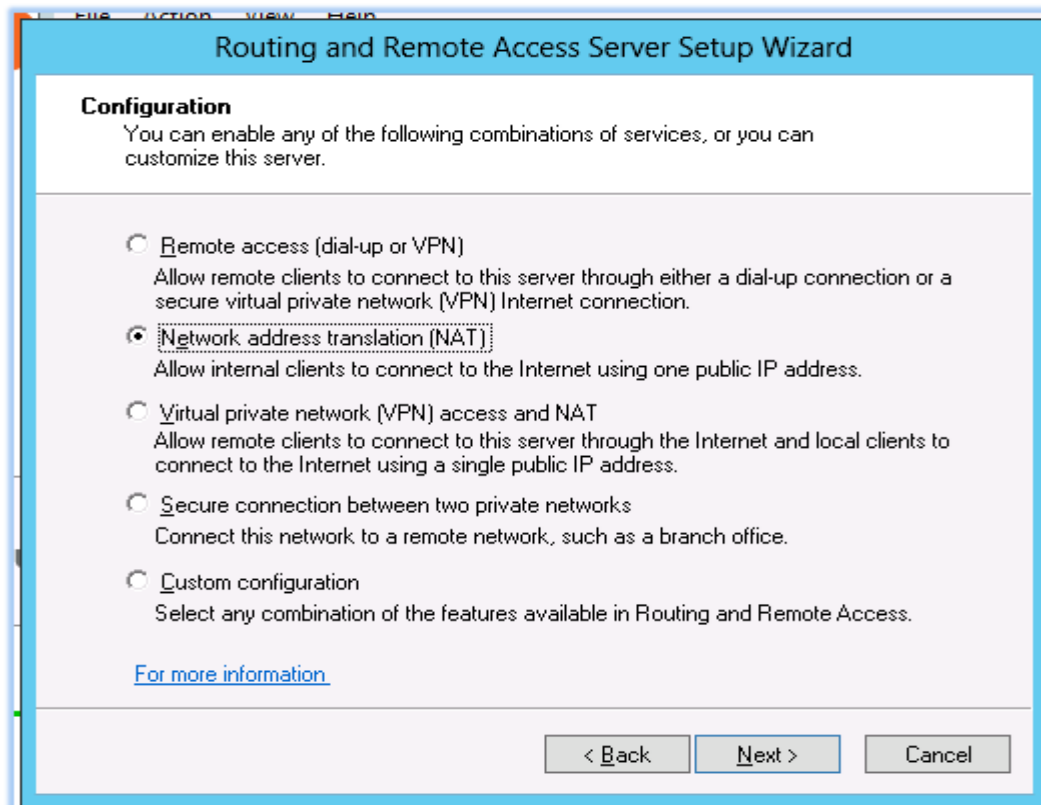 File Action View Help
Routing and Remote Access Server Setup Wizard
Configuration
You can enable any of the following combinations of services, or you can
customize this server.
Remote access (dial-up or VPN)
Allow remote clients to connect to this server through either a dial-up connection or a
secure virtual private network (VPN) Internet connection.
Network address translation (NAT)
Allow internal clients to connect to the Internet using one public IP address.
Virtual private network (VPN) access and NAT
Allow remote clients to connect to this server through the Internet and local clients to
connect to the Internet using a single public IP address.
Secure connection between two private networks
Connect this network to a remote network, such as a branch office.
Custom configuration
Select any combination of the features available in Routing and Remote Access.
For more information
< Back Next > Cancel